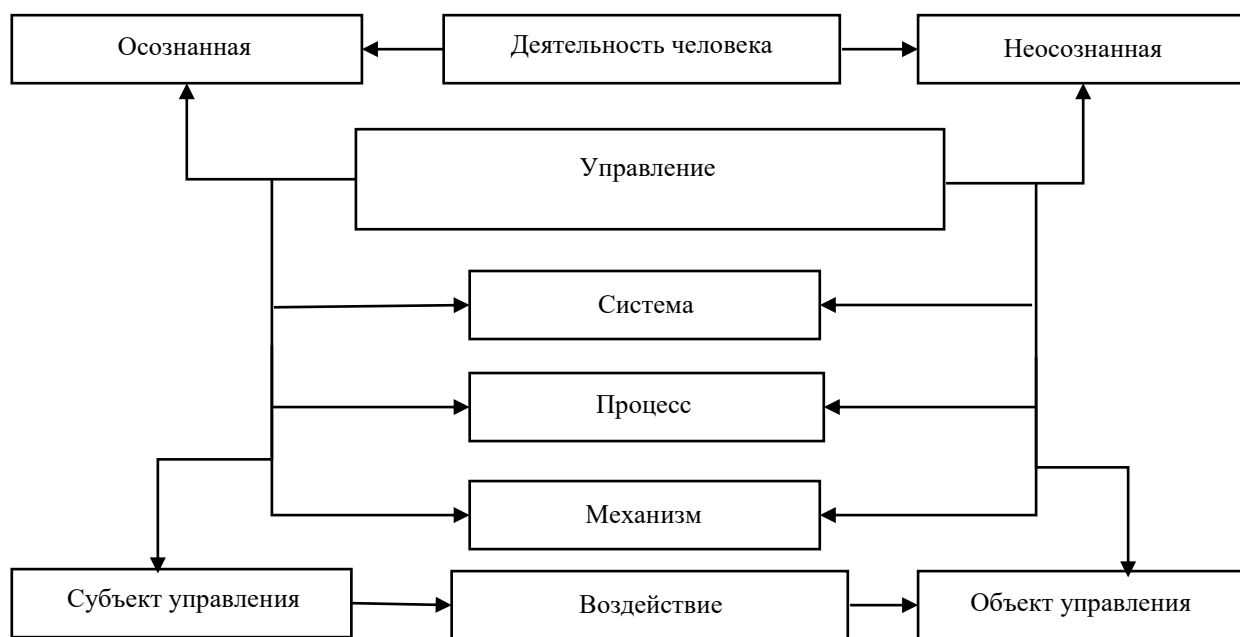 Осознанная
Деятельность человека
Неосознанная
Управление
Система
Процесс
Механизм
Субъект управления
Воздействие
Объект управления